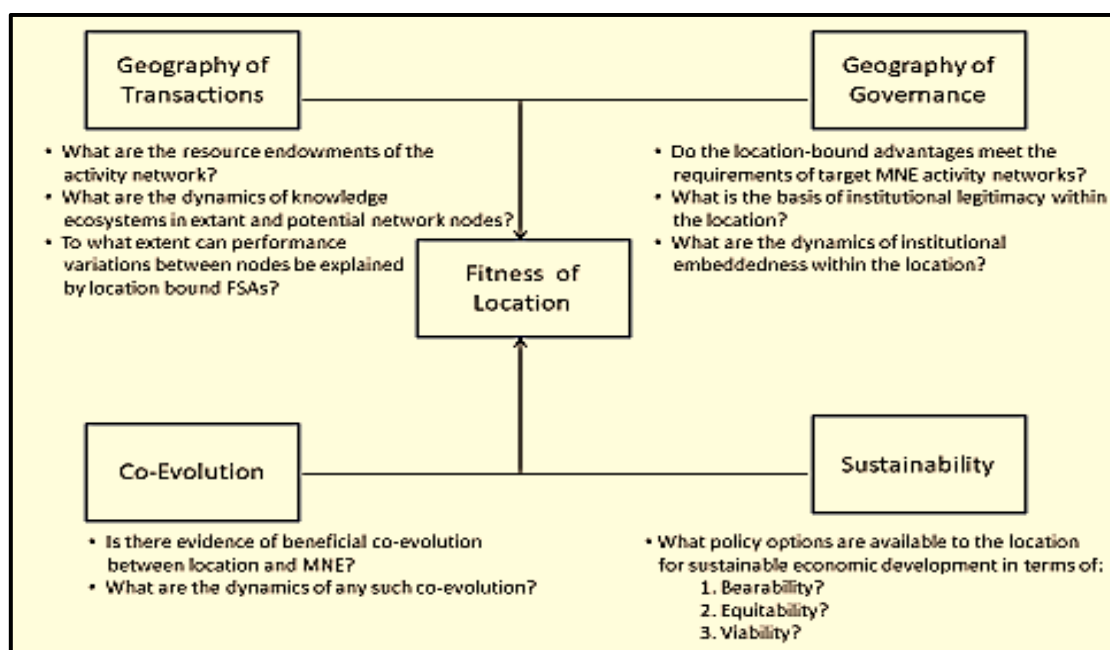 Geography of
Transactions
Geography of
Governance
• What are the resource endowments of the
activity network?
• What are the dynamics of knowledge
ecosystems in extant and potential network nodes?
• To what extent can performance
variations between nodes be explained
by location bound FSAs?
• Do the location-bound advantages meet the
requirements of target MNE activity networks?
• What is the basis of institutional legitimacy within
the location?
• What are the dynamics of institutional
embeddedness within the location?
Fitness of
Location
Co-Evolution
Sustainability
• Is there evidence of beneficial co-evolution
between location and MNE?
• What are the dynamics of any such co-evolution?
• What policy options are available to the location
for sustainable economic development in terms of:
1. Bearability?
2. Equitability?
3. Viability?